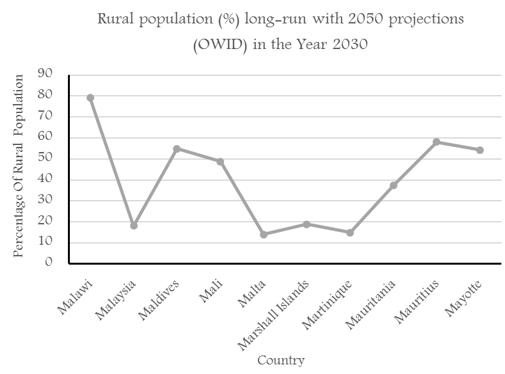 Rural population (%) long-run with 2050 projections
(OWID) in the Year 2030
Percentage Of Rural Population
90
80
70
60
50
40
30
20
10
0
Malawi
Malaysia
Maldives
Mali
Malta
Marshall Islands
Martinique
Mauritania
Mauritius
Mayotte
Country